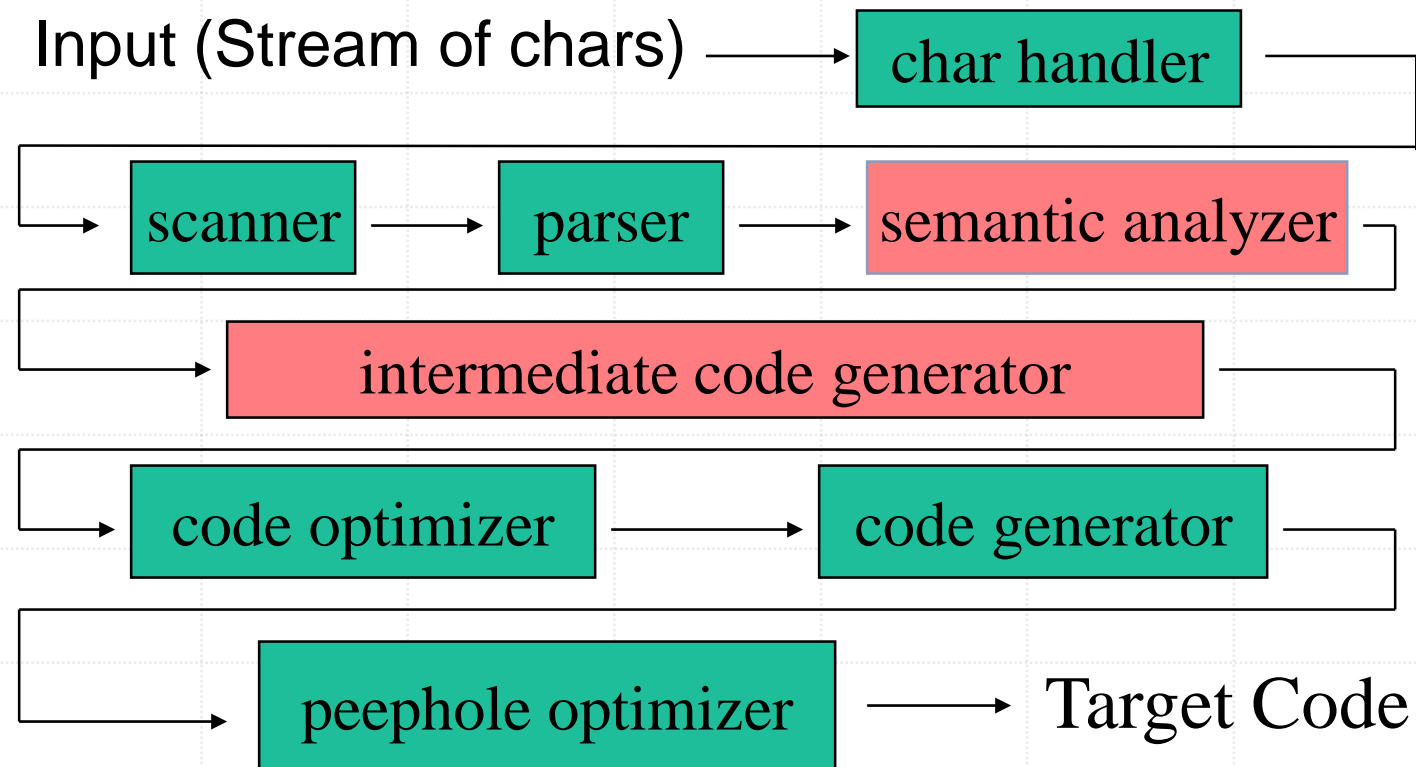 Input (Stream of chars)
char handler
scanner
parser
semantic analyzer
intermediate code generator
code optimizer
code generator
peephole optimizer
Target Code